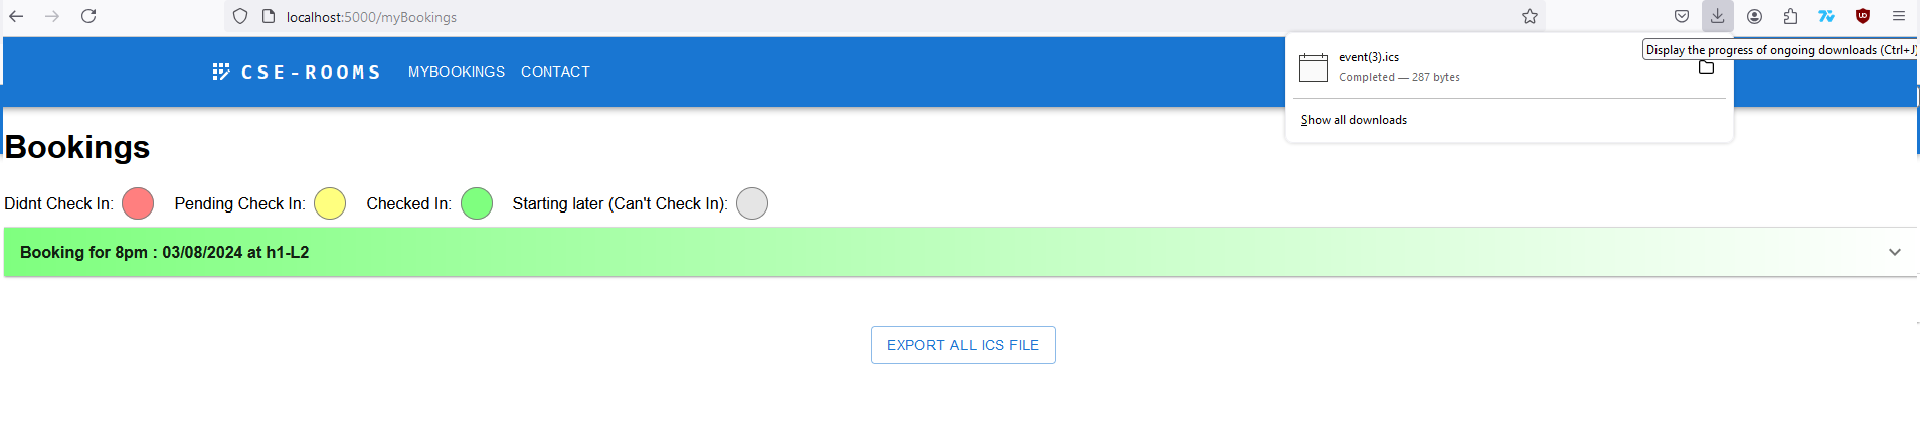 localhost:5000/myBookings
Display the progress of ongoing downloads (Ctrl+J)
event(3).ics
Completed — 287 bytes
Show all downloads
CSE-ROOMS MYBOOKINGS CONTACT
Bookings
Didnt Check In: Pending Check In: Checked In: Starting later (Can't Check In):
Booking for 8pm : 03/08/2024 at h1-L2
EXPORT ALL ICS FILE